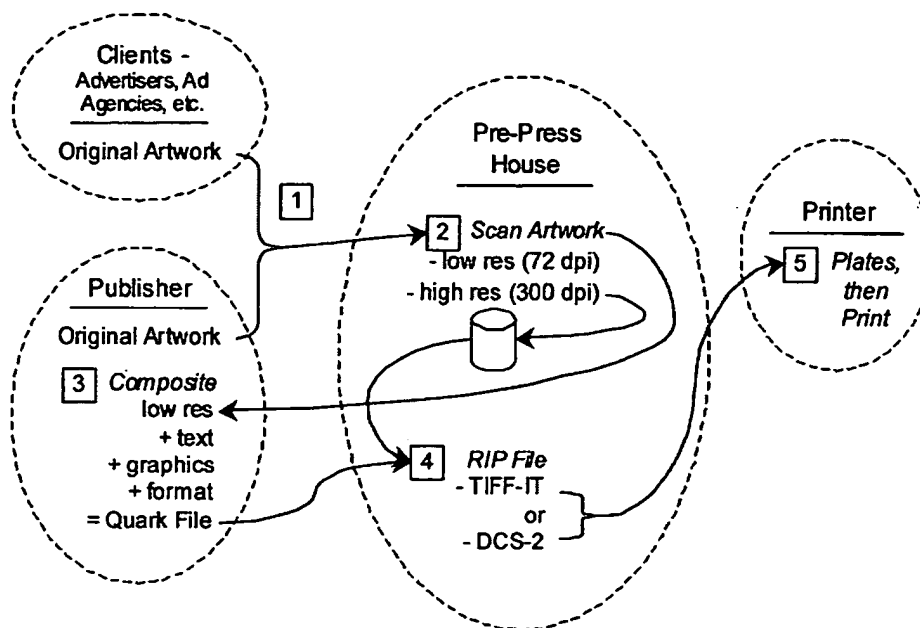 Clients -
Advertisers, Ad
Agencies, etc.
Original Artwork
1
Publisher
Original Artwork
3 Composite
low res
+ text
+ graphics
+ format
= Quark File
Pre-Press
House
2 Scan Artwork
- low res (72 dpi)
- high res (300 dpi)
4 RIP File
- TIFF-IT
or
- DCS-2
Printer
5 Plates,
then
Print